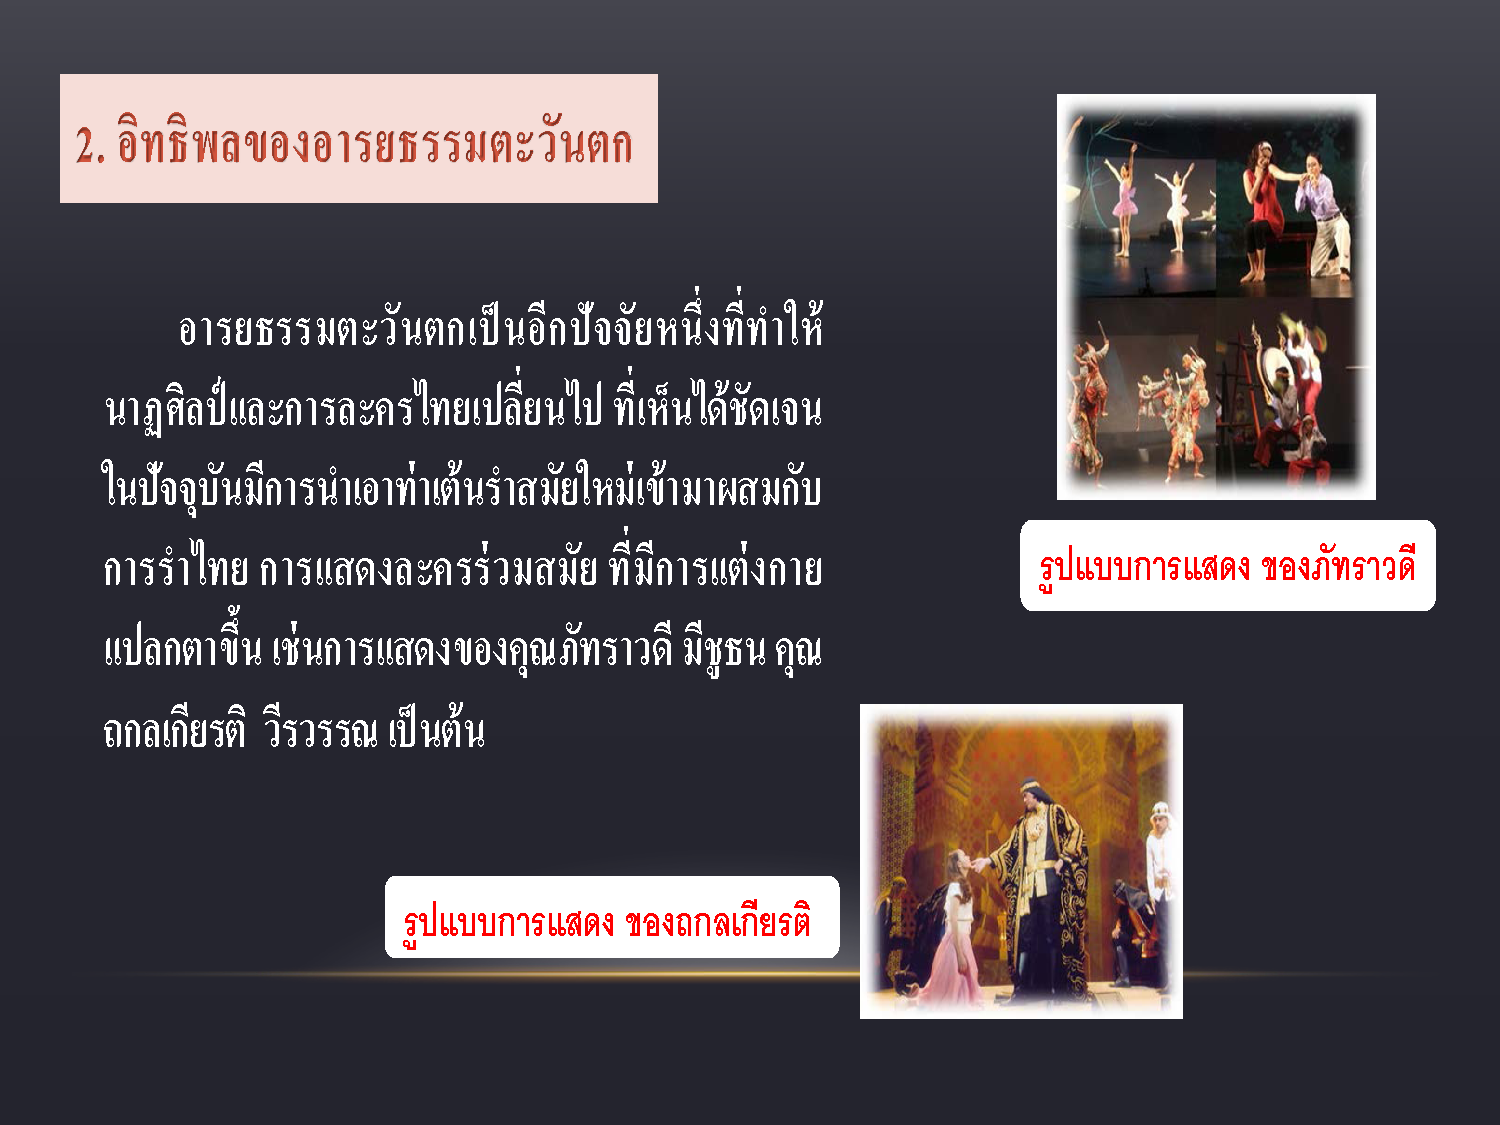 2. อิทธิพลของอารยธรรมตะวันตก
อารยธรรมตะวันตกเป็นอีกปัจจัยหนึ่งที่ทำให้
นาฏศิลป์และการละครไทยเปลี่ยนไป ที่เห็นได้ชัดเจน
ในปัจจุบันมีการนำเอาท่าเต้นรำสมัยใหม่เข้ามาผสมกับ
การรำไทย การแสดงละครร่วมสมัย ที่มีการแต่งกาย
แปลกตาขึ้น เช่นการแสดงของคุณภัทราวดี มีชูธน คุณ
ถกลเกียรติ วีรวรรณ เป็นต้น
รูปแบบการแสดง ของภัทราวดี
รูปแบบการแสดง ของถกลเกียรติ